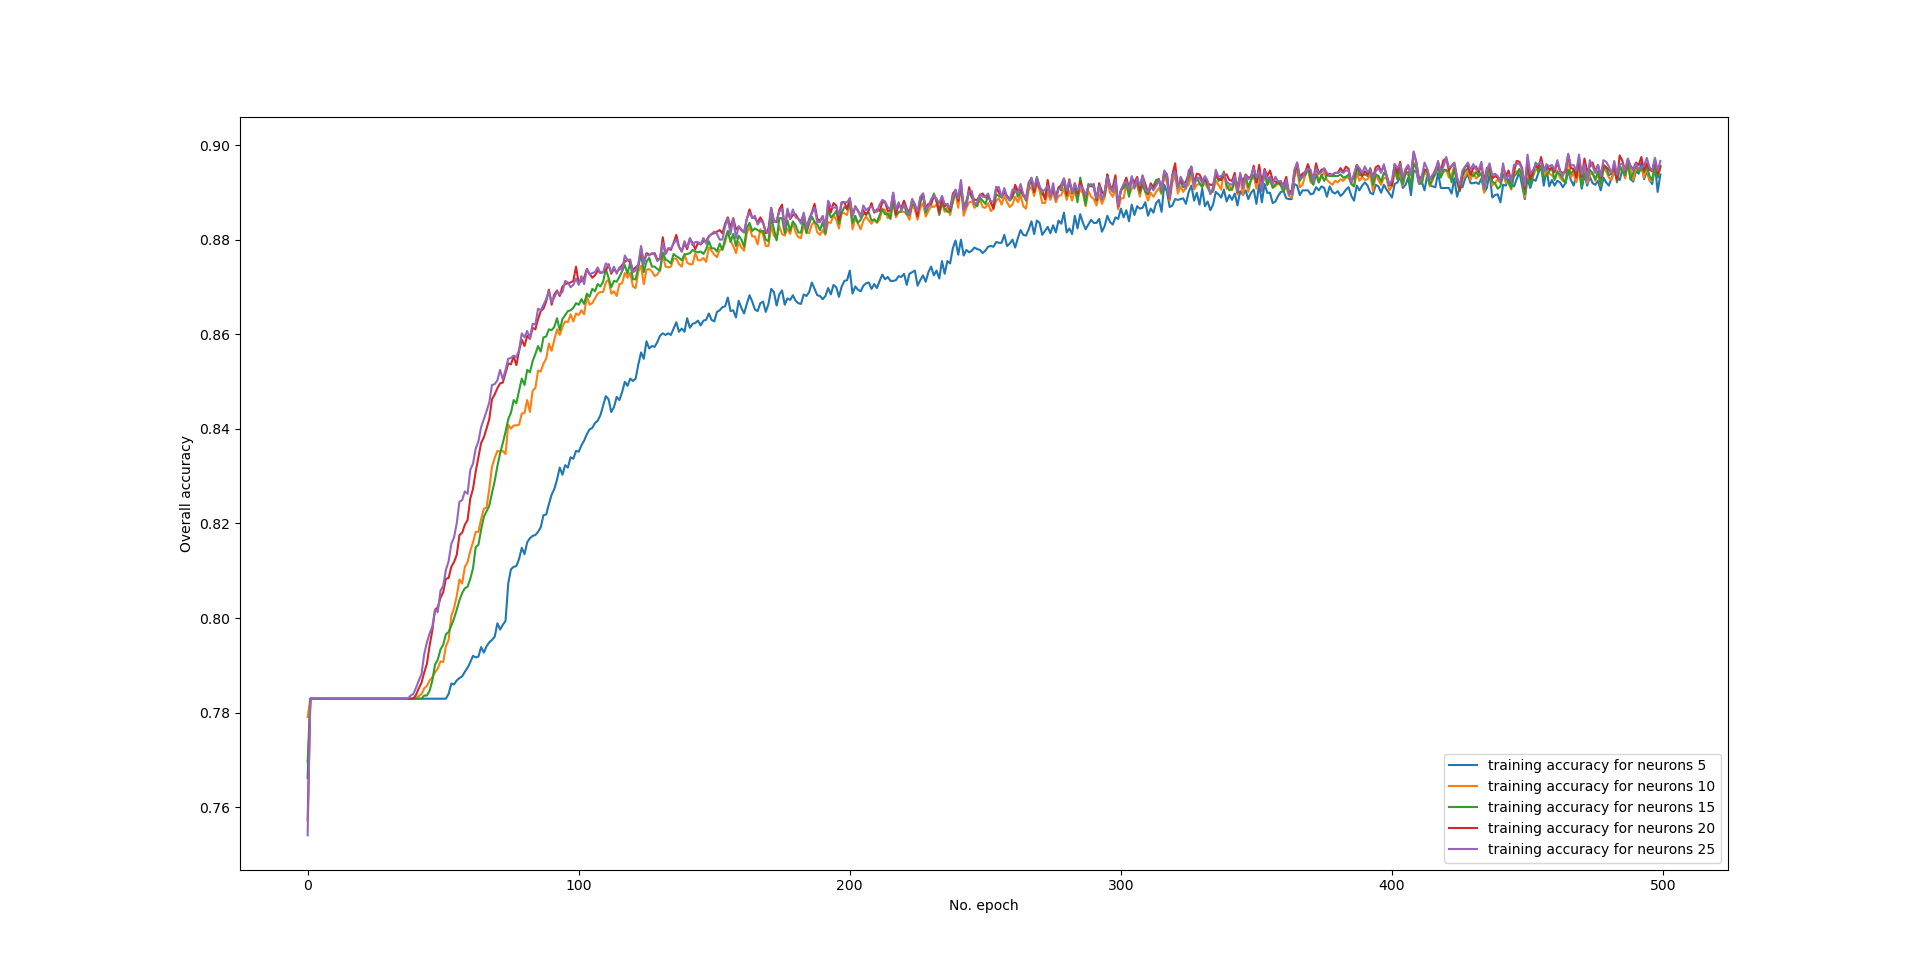 0.90
0.88
0.86
0.84
0.82
0.80
0.78
0.76
Overall accuracy
0 100 200 300 400 500
No. epoch
training accuracy for neurons 5
training accuracy for neurons 10
training accuracy for neurons 15
training accuracy for neurons 20
training accuracy for neurons 25